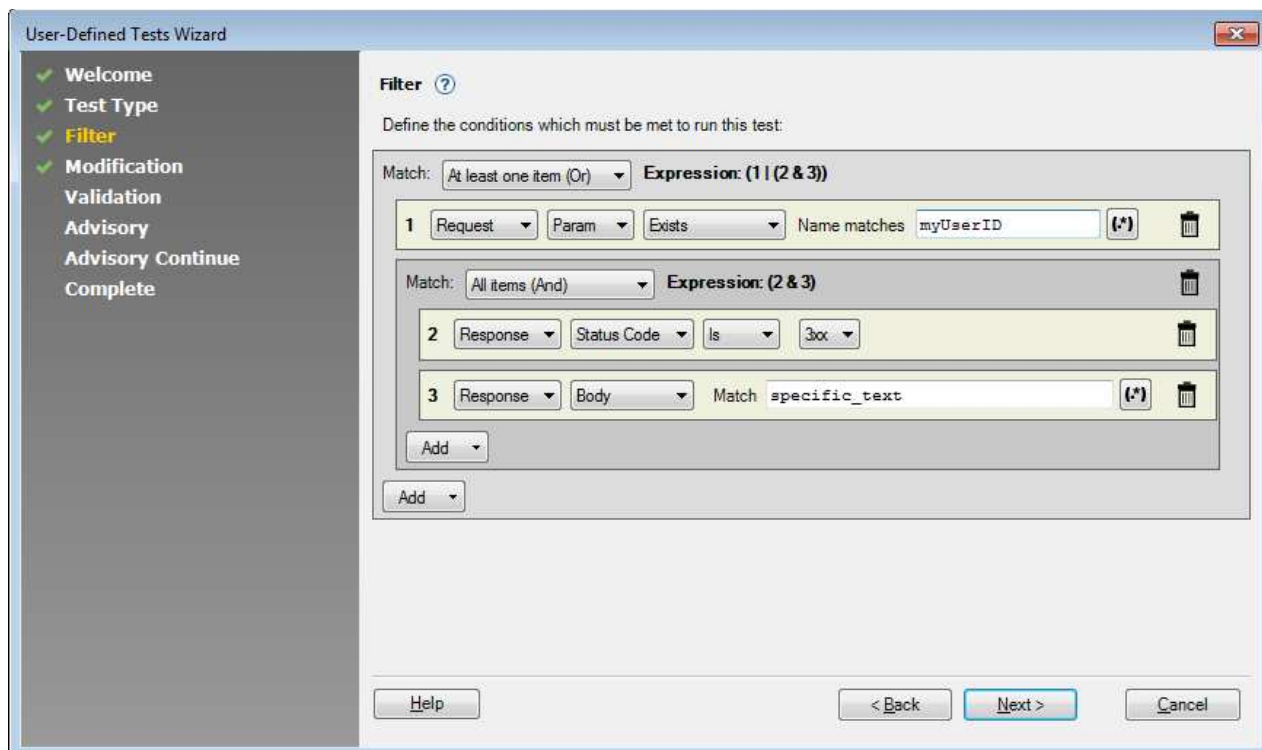 User-Defined Tests Wizard
Welcome
Test Type
Filter
Modification
Validation
Advisory
Advisory Continue
Complete
Filter ?
Define the conditions which must be met to run this test:
Match: At least one item (Or) Expression: (1 | (2 & 3))
1 Request Param Exists Name matches myUserID (.*)
Match: All items (And) Expression: (2 & 3)
2 Response Status Code Is 3xx
3 Response Body Match specific_text (.*)
Add
Add
Help < Back Next > Cancel